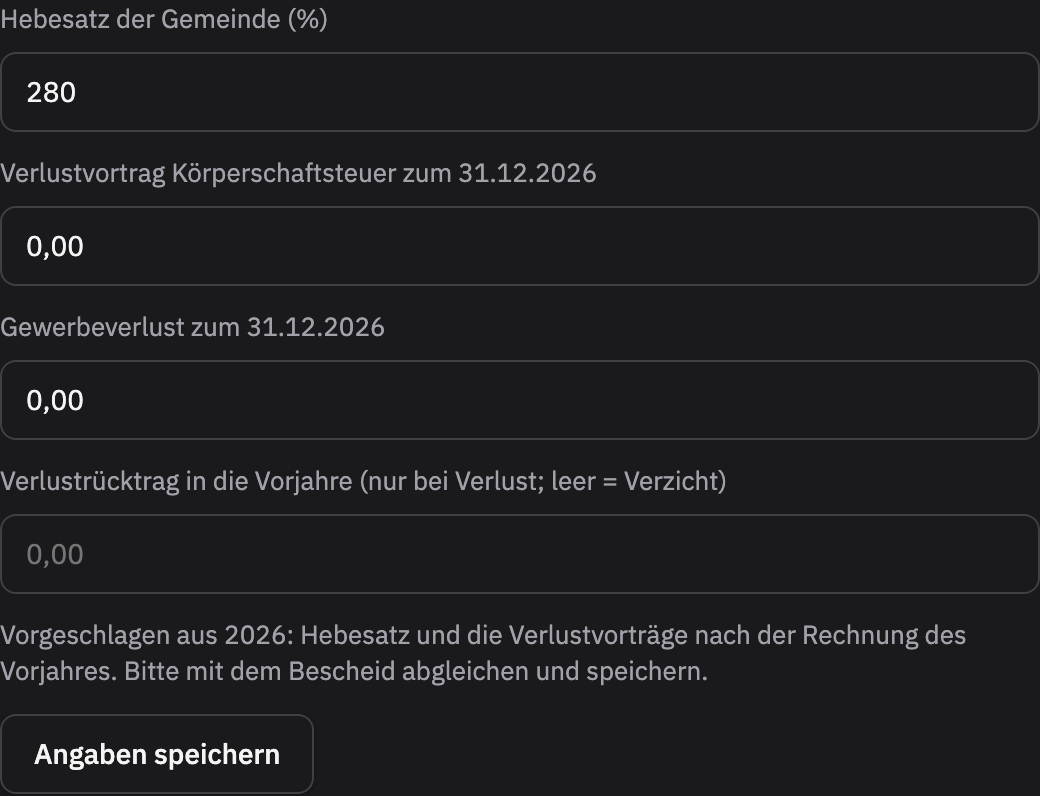 Hebesatz der Gemeinde (%)
280
Verlustvortrag Körperschaftsteuer zum 31.12.2026
0,00
Gewerbeverlust zum 31.12.2026
0,00
Verlustrücktrag in die Vorjahre (nur bei Verlust; leer = Verzicht)
0,00
Vorgeschlagen aus 2026: Hebesatz und die Verlustvorträge nach der Rechnung des
Vorjahres. Bitte mit dem Bescheid abgleichen und speichern.
Angaben speichern